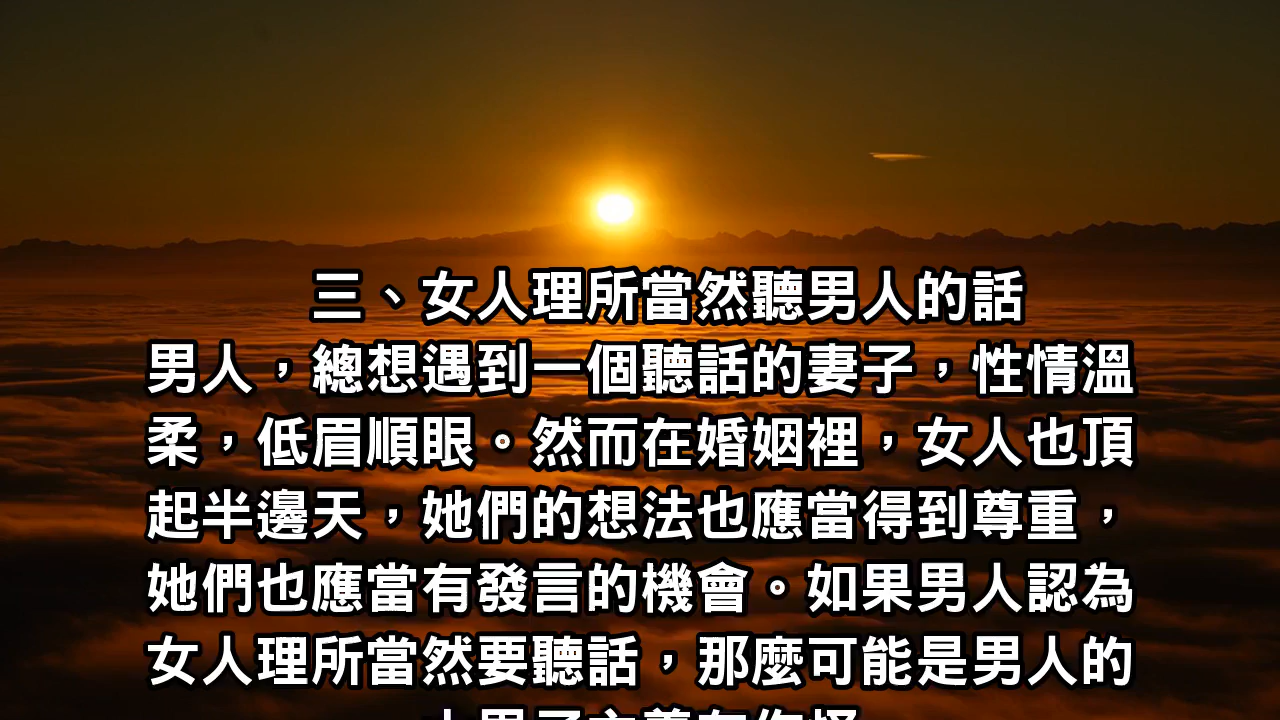 三、女人理所當然聽男人的話
男人，總想遇到一個聽話的妻子，性情溫
柔，低眉順眼。然而在婚姻裡，女人也頂
起半邊天，她們的想法也應當得到尊重，
她們也應當有發言的機會。如果男人認為
女人理所當然要聽話，那麼可能是男人的